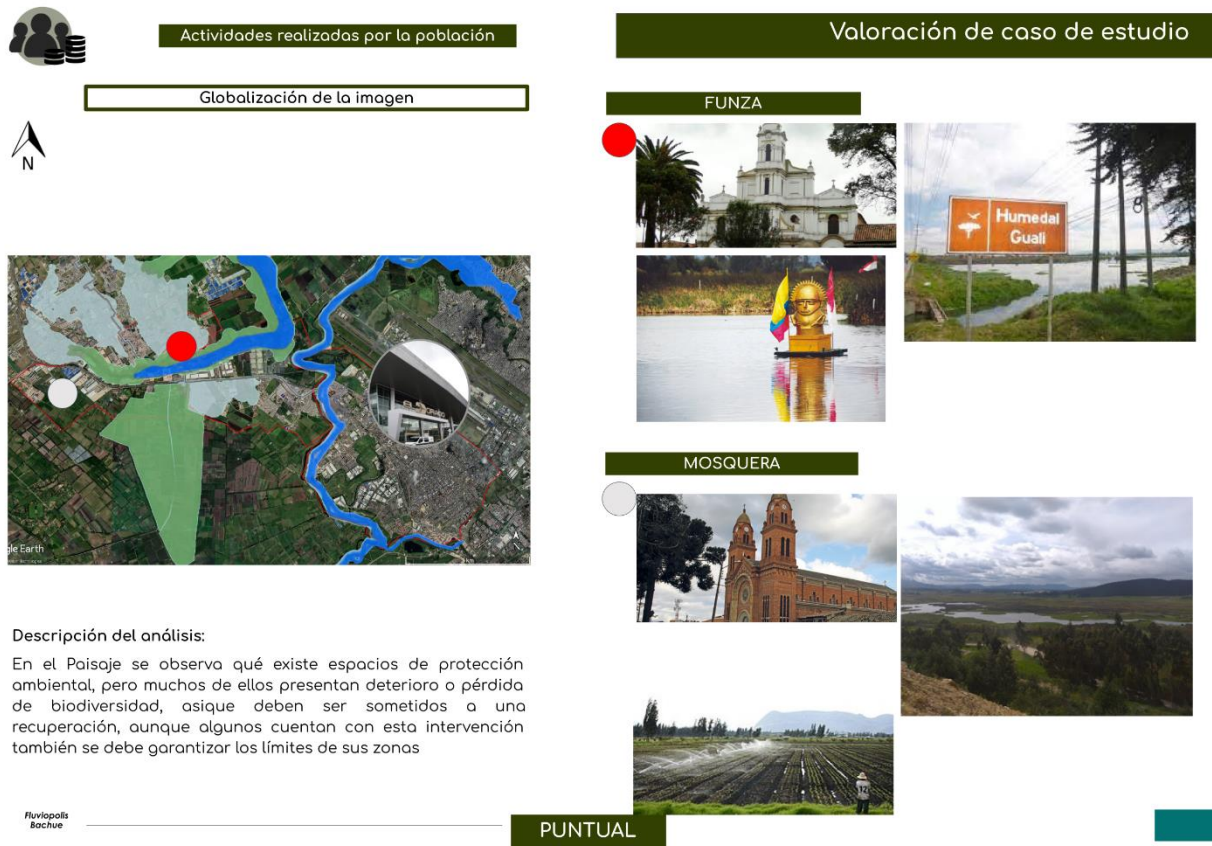 Actividades realizadas por la población
Globalización de la imagen
N
gle Earth
Descripción del análisis:
En el Paisaje se observa qué existe espacios de protección
ambiental, pero muchos de ellos presentan deterioro o pérdida
de biodiversidad, asique deben ser sometidos a una
recuperación, aunque algunos cuentan con esta intervención
también se debe garantizar los límites de sus zonas
Fluviopolis
Bachue
PUNTUAL
Valoración de caso de estudio
FUNZA
Humedal
Gualí
MOSQUERA